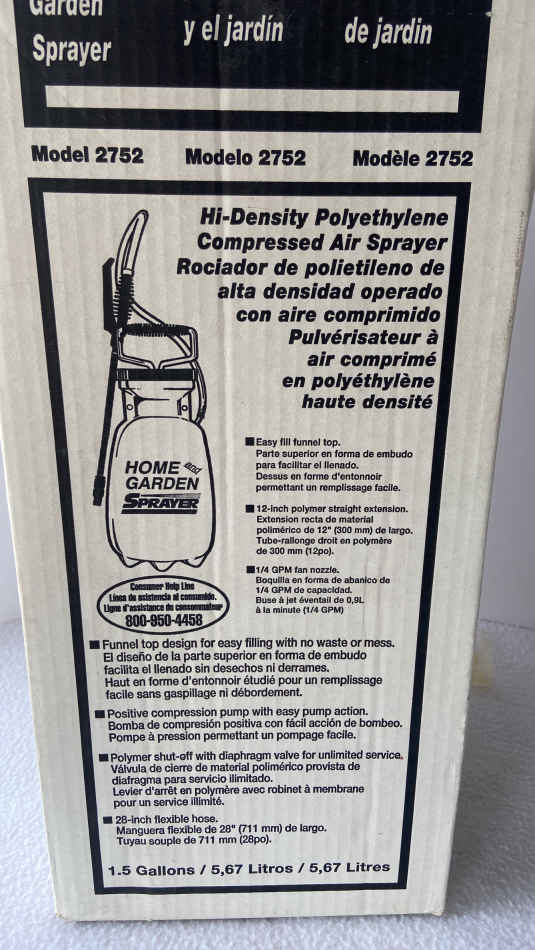 Garden
Sprayer
y el jardín
de jardin
Model 2752
Modelo 2752
Modèle 2752
Hi-Density Polyethylene
Compressed Air Sprayer
Rociador de polietileno de
alta densidad operado
con aire comprimido
Pulvérisateur à
air comprimé
en polyéthylène
haute densité
HOME and
GARDEN
SPRAYER
Easy fill funnel top.
Parte superior en forma de embudo
para facilitar el llenado.
Dessus en forme d'entonnoir
permettant un remplissage facile.
12-inch polymer straight extension.
Extension recta de material
polimérico de 12" (300 mm) de largo.
Tube-rallonge droit en polymère
de 300 mm (12po).
1/4 GPM fan nozzle.
Boquilla en forma de abanico de
1/4 GPM de capacidad.
Buse à jet éventail de 0,9L
à la minute (1/4 GPM)
Consumer Help Line
Línea de asistencia al consumido.
Ligne d'assistance du consommateur
800-950-4458
Funnel top design for easy filling with no waste or mess.
El diseño de la parte superior en forma de embudo
facilita el llenado sin desechos ni derrames.
Haut en forme d'entonnoir étudié pour un remplissage
facile sans gaspillage ni débordement.
Positive compression pump with easy pump action.
Bomba de compresión positiva con fácil acción de bombeo.
Pompe à pression permettant un pompage facile.
Polymer shut-off with diaphragm valve for unlimited service.
Válvula de cierre de material polimérico provista de
diafragma para servicio ilimitado.
Levier d'arrêt en polymère avec robinet à membrane
pour un service illimité.
28-inch flexible hose.
Manguera flexible de 28" (711 mm) de largo.
Tuyau souple de 711 mm (28po).
1.5 Gallons / 5,67 Litros / 5,67 Litres